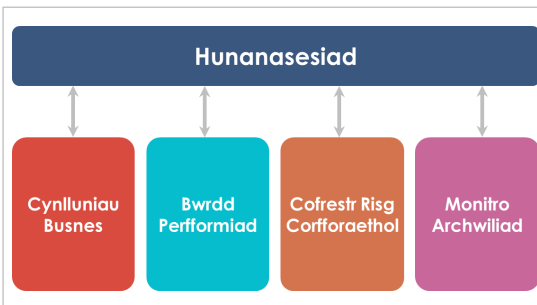 Hunanasesiad
Cynlluniau
Busnes
Bwrdd
Perfformiad
Cofrestr Risg
Corfforaethol
Monitro
Archwiliad